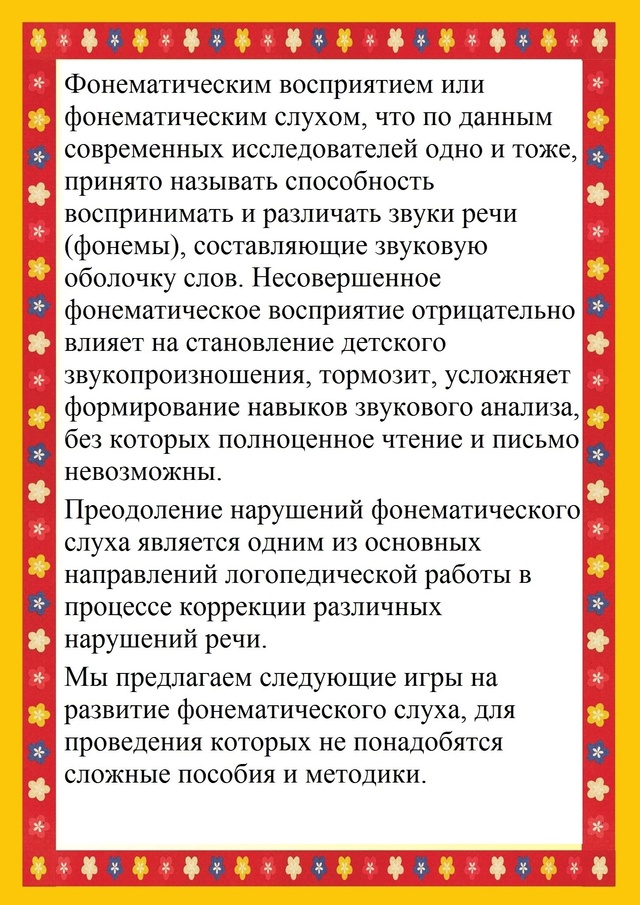 Фонематическим восприятием или
фонематическим слухом, что по данным
современных исследователей одно и тоже,
принято называть способность
воспринимать и различать звуки речи
(фонемы), составляющие звуковую
оболочку слов. Несовершенное
фонематическое восприятие отрицательно
влияет на становление детского
звукопроизношения, тормозит, усложняет
формирование навыков звукового анализа,
без которых полноценное чтение и письмо
невозможны.
Преодоление нарушений фонематического
слуха является одним из основных
направлений логопедической работы в
процессе коррекции различных
нарушений речи.
Мы предлагаем следующие игры на
развитие фонематического слуха, для
проведения которых не понадобятся
сложные пособия и методики.